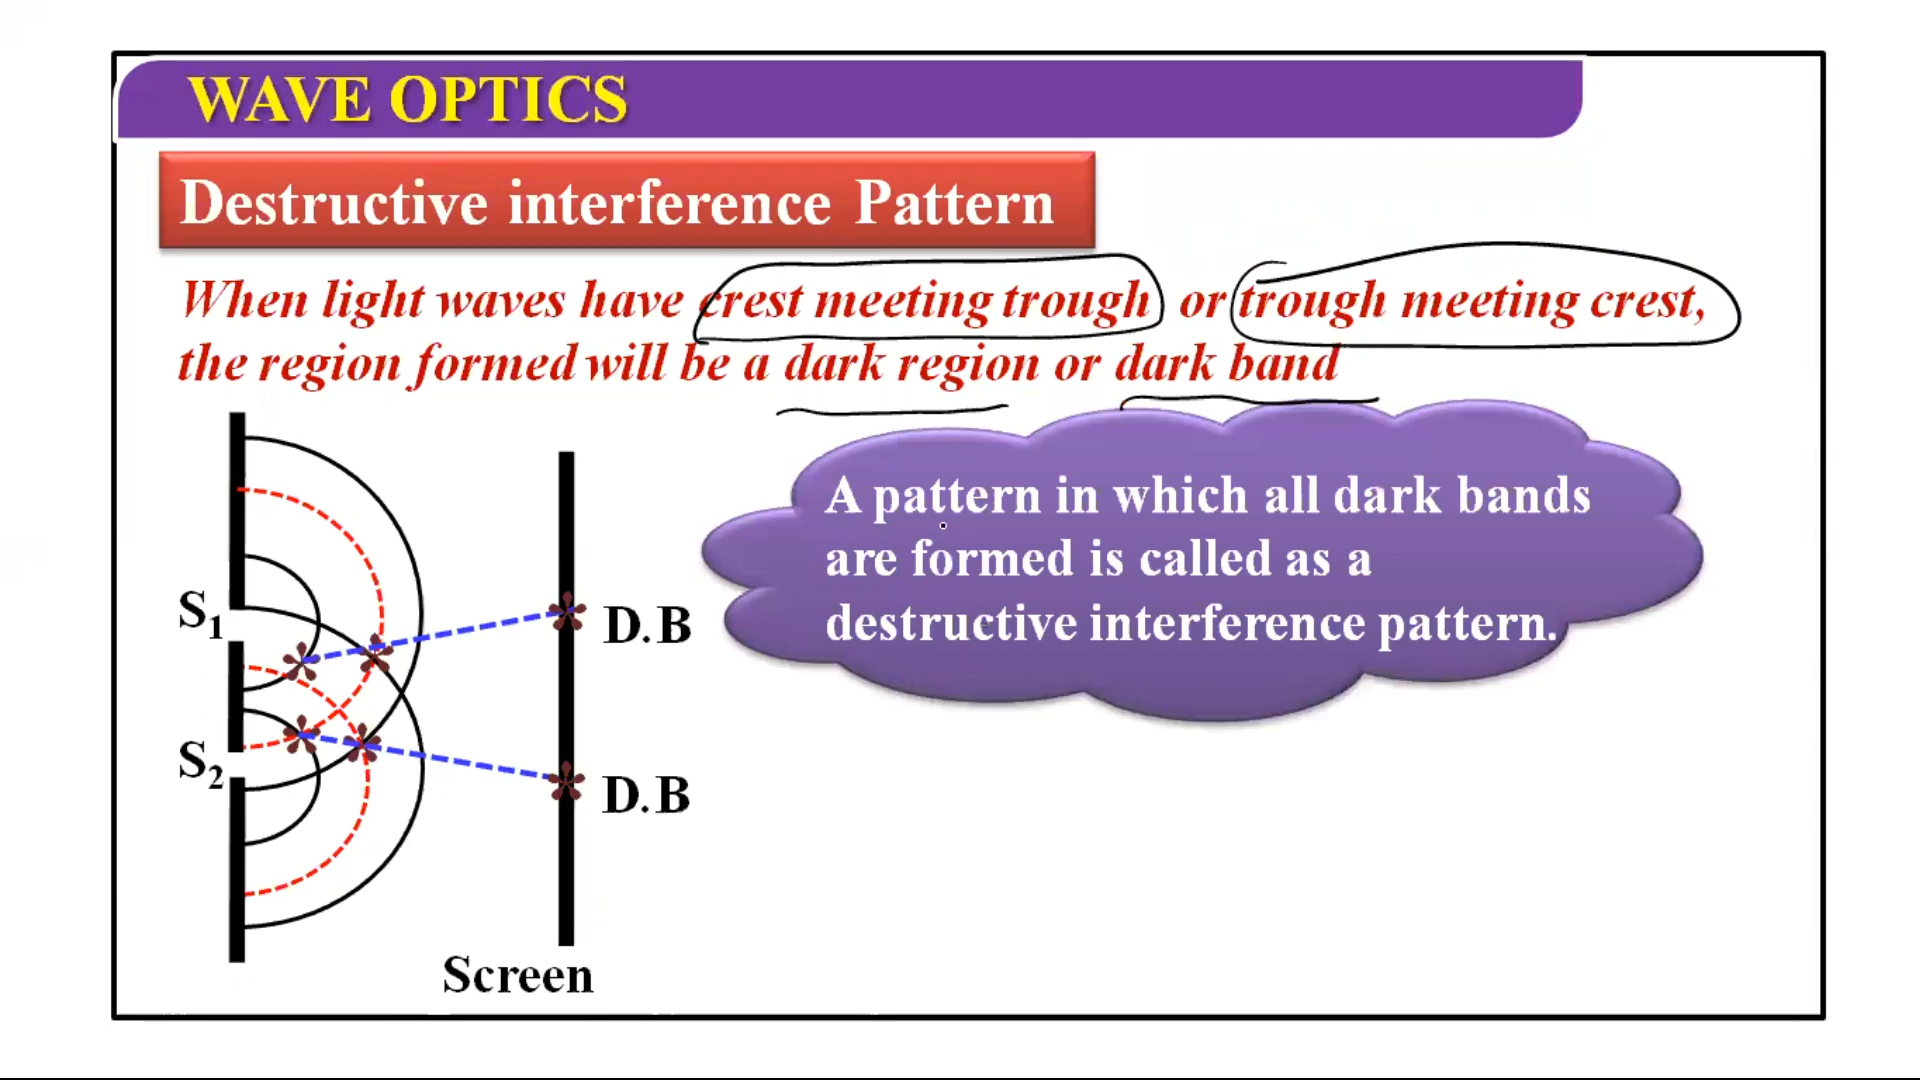 WAVE OPTICS
Destructive interference Pattern
When light waves have crest meeting trough or trough meeting crest,
the region formed will be a dark region or dark band
A pattern in which all dark bands
are formed is called as a
destructive interference pattern.
S1
D.B
S2
D.B
Screen